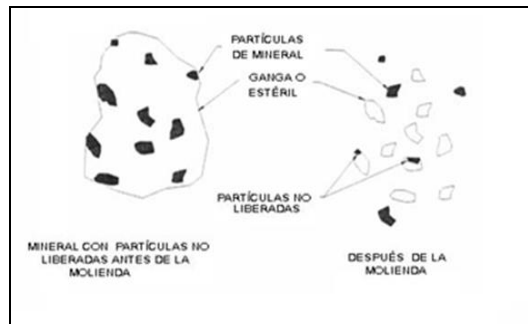 PARTÍCULAS
DE MINERAL
GANGA O
ESTÉRIL
PARTÍCULAS NO
LIBERADAS
MINERAL CON PARTÍCULAS NO
LIBERADAS ANTES DE LA
MOLIENDA
DESPUÉS DE LA
MOLIENDA